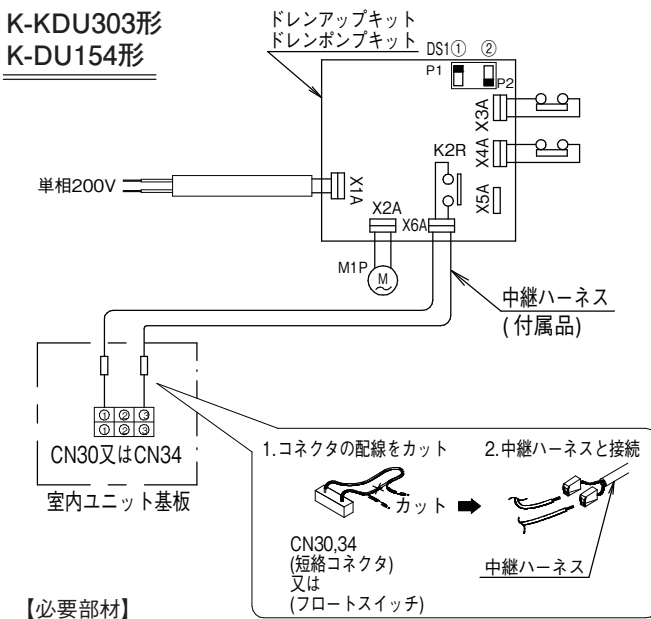 K-KDU303形
K-DU154形
ドレンアップキット
ドレンポンプキット
DS1① ②
P1
P2
X3A
X4A
K2R
X5A
単相200V
X1A
X2A
X6A
M1P
M
中継ハーネス
(付属品)
① ② ③
① ② ③
CN30又はCN34
室内ユニット基板
1.コネクタの配線をカット
2.中継ハーネスと接続
カット
CN30,34
(短絡コネクタ)
又は
(フロートスイッチ)
中継ハーネス
【必要部材】